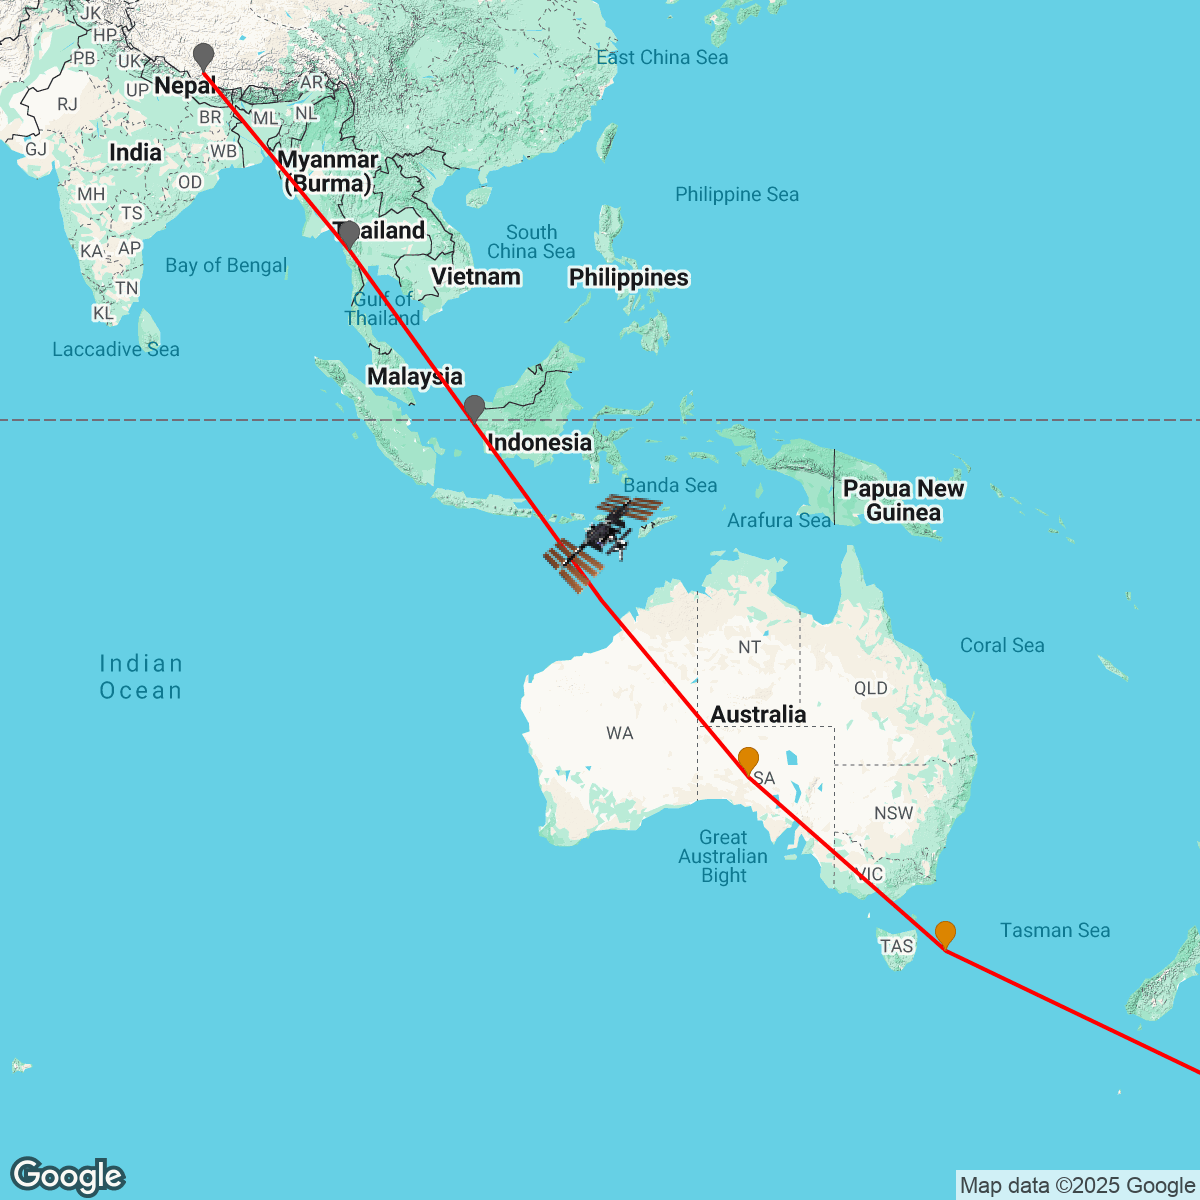 JK
HP
PB
UK
Nepal
UP
AR
RJ
BR
ML
NL
GJ
WB
India
Myanmar
(Burma)
OD
MH
TS
KA
AP
TN
KL
Bay of Bengal
Laccadive Sea
Thailand
Vietnam
Gulf of
Thailand
South
China Sea
East China Sea
Philippine Sea
Philippines
Malaysia
Indonesia
Banda Sea
Arafura Sea
Papua New
Guinea
Coral Sea
Indian
Ocean
NT
QLD
Australia
WA
SA
NSW
Great
Australian
Bight
VIC
TAS
Tasman Sea
Google
Map data ©2025 Google